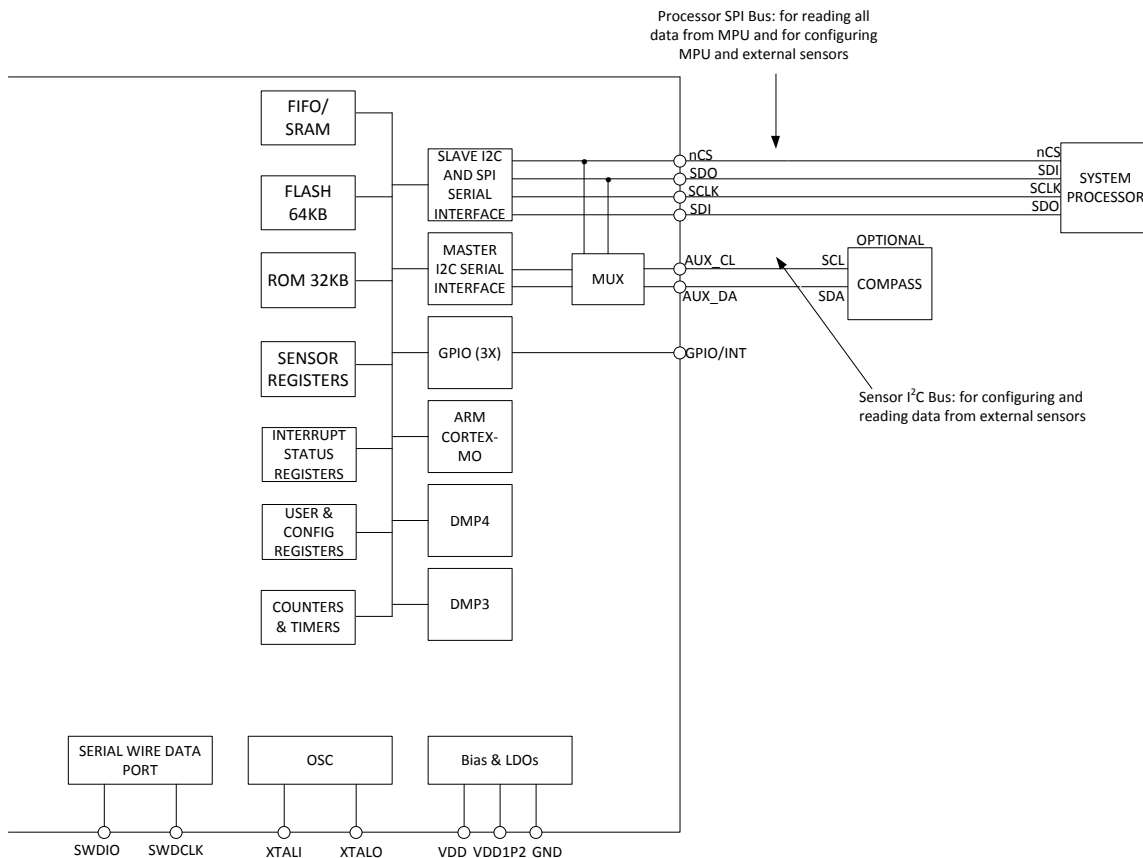 Processor SPI Bus: for reading all
data from MPU and for configuring
MPU and external sensors
FIFO/
SRAM
FLASH
64KB
ROM 32KB
SENSOR
REGISTERS
INTERRUPT
STATUS
REGISTERS
USER &
CONFIG
REGISTERS
COUNTERS
& TIMERS
SLAVE I2C
AND SPI
SERIAL
INTERFACE
MASTER
I2C SERIAL
INTERFACE
GPIO (3X)
ARM
CORTEX-
MO
DMP4
DMP3
MUX
nCS
SDO
SCLK
SDI
AUX_CL
AUX_DA
GPIO/INT
nCS
SDI
SCLK
SDO
SYSTEM
PROCESSOR
OPTIONAL
SCL
SDA
COMPASS
Sensor I²C Bus: for configuring and
reading data from external sensors
SERIAL WIRE DATA
PORT
OSC
Bias & LDOs
SWDIO SWDCLK XTALI XTALO VDD VDD1P2 GND